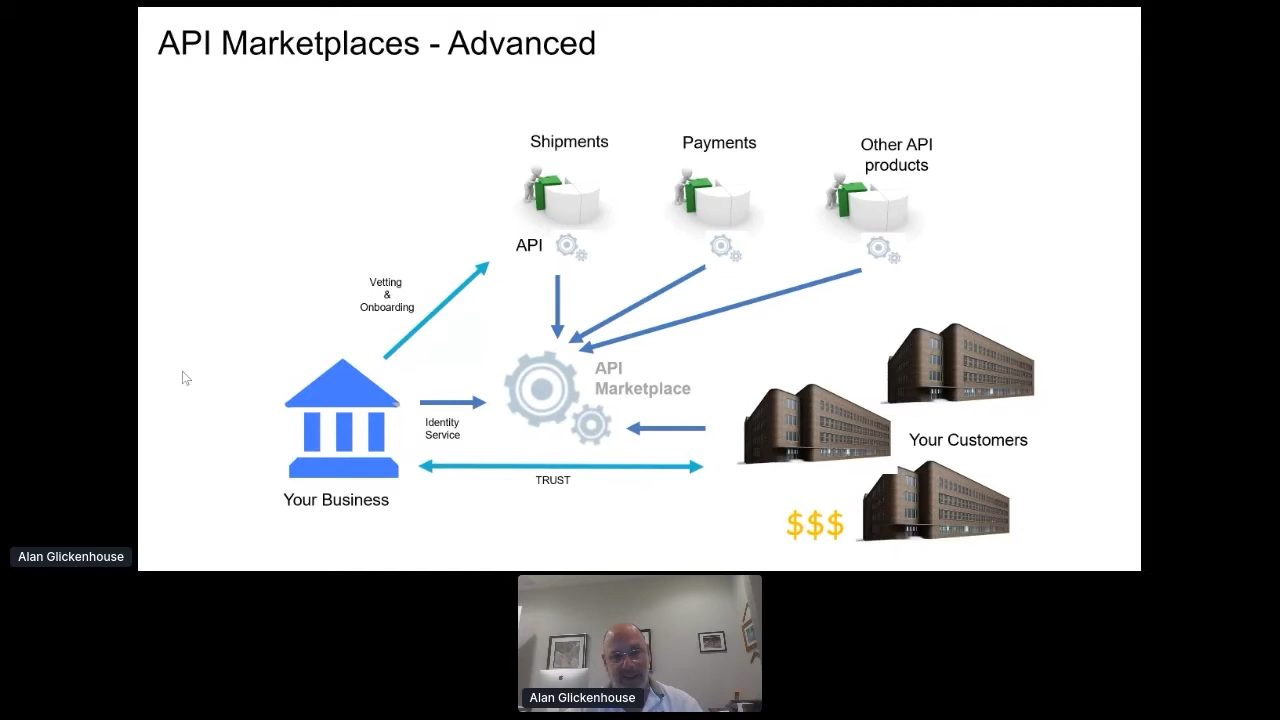 API Marketplaces - Advanced
Shipments
Payments
Other API
products
API
Vetting
&
Onboarding
API
Marketplace
Identity
Service
Your Customers
TRUST
Your Business
$$$
Alan Glickenhouse
Alan Glickenhouse